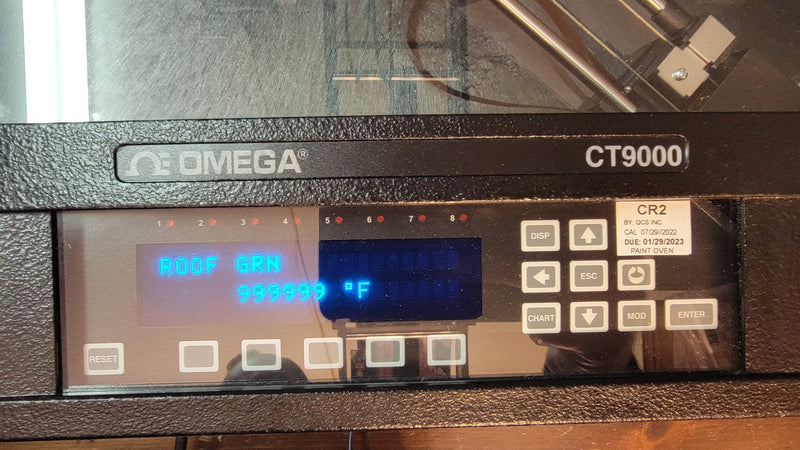 ΩE OMEGA®
CT9000
1 2 3 4 5 6 7 8
ROOF GRN
999999 °F
DISP
ESC
CHART
MOD
ENTER
RESET
CR2
BY: QCS INC.
CAL 07/29/2022
DUE: 01/29/2023
PAINT OVEN